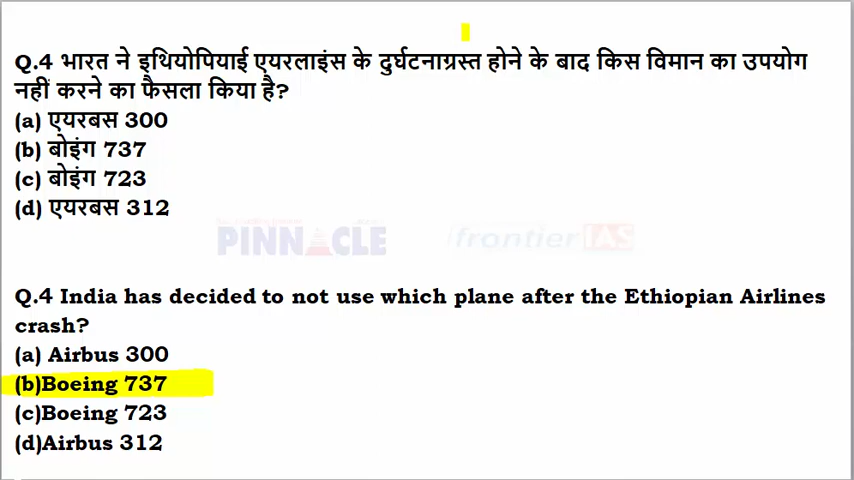 Q.4 भारत ने इथियोपियाई एयरलाइंस के दुर्घटनाग्रस्त होने के बाद किस विमान का उपयोग
नहीं करने का फैसला किया है?
(a) एयरबस 300
(b) बोइंग 737
(c) बोइंग 723
(d) एयरबस 312
PINNACLE
frontierIAS
Q.4 India has decided to not use which plane after the Ethiopian Airlines
crash?
(a) Airbus 300
(b)Boeing 737
(c)Boeing 723
(d)Airbus 312